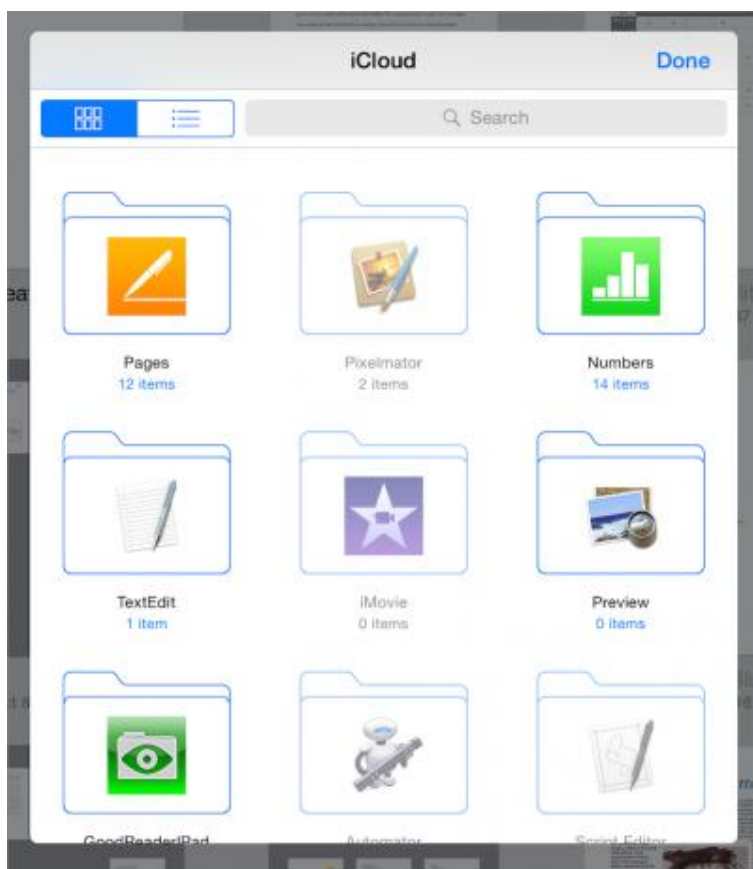 iCloud
Done
Search
Pages
12 items
Pixelmator
2 items
Numbers
14 items
TextEdit
1 item
iMovie
0 items
Preview
0 items
GoodReaderIPad
Automator
Script Editor